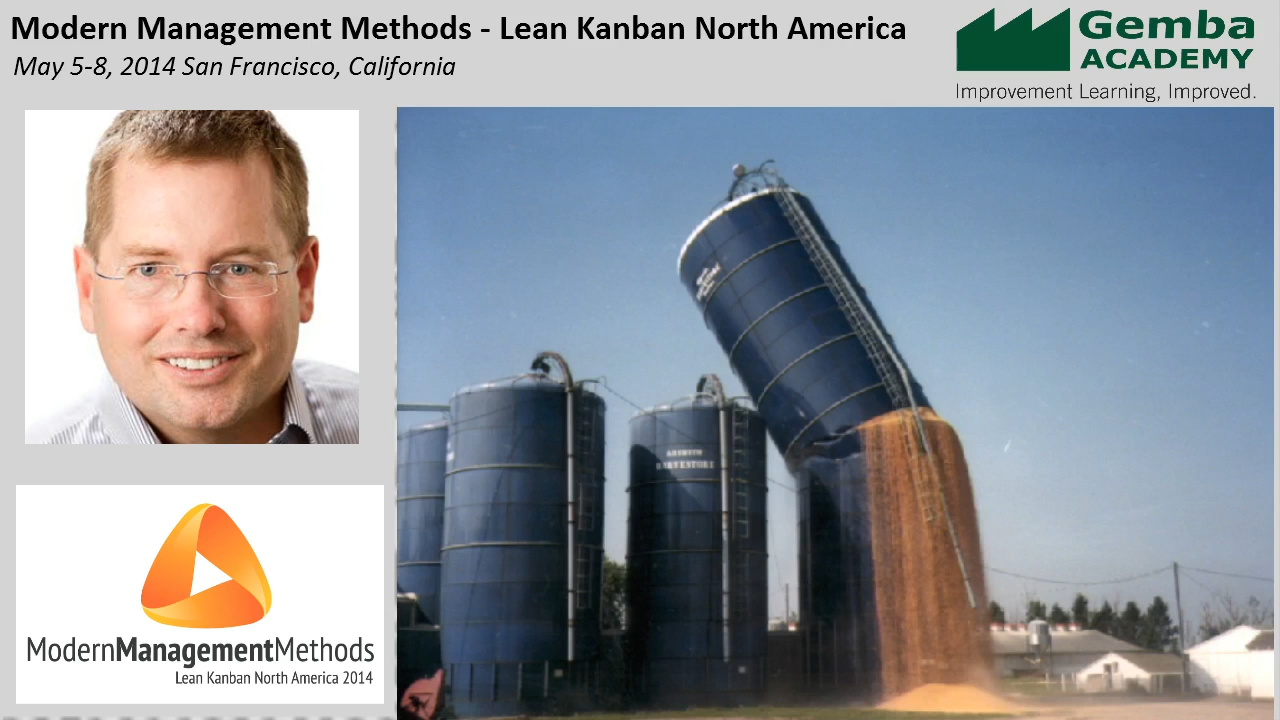 Modern Management Methods - Lean Kanban North America
May 5-8, 2014 San Francisco, California
Gemba
ACADEMY
Improvement Learning, Improved.
HARVESTORE
ModernManagementMethods
Lean Kanban North America 2014